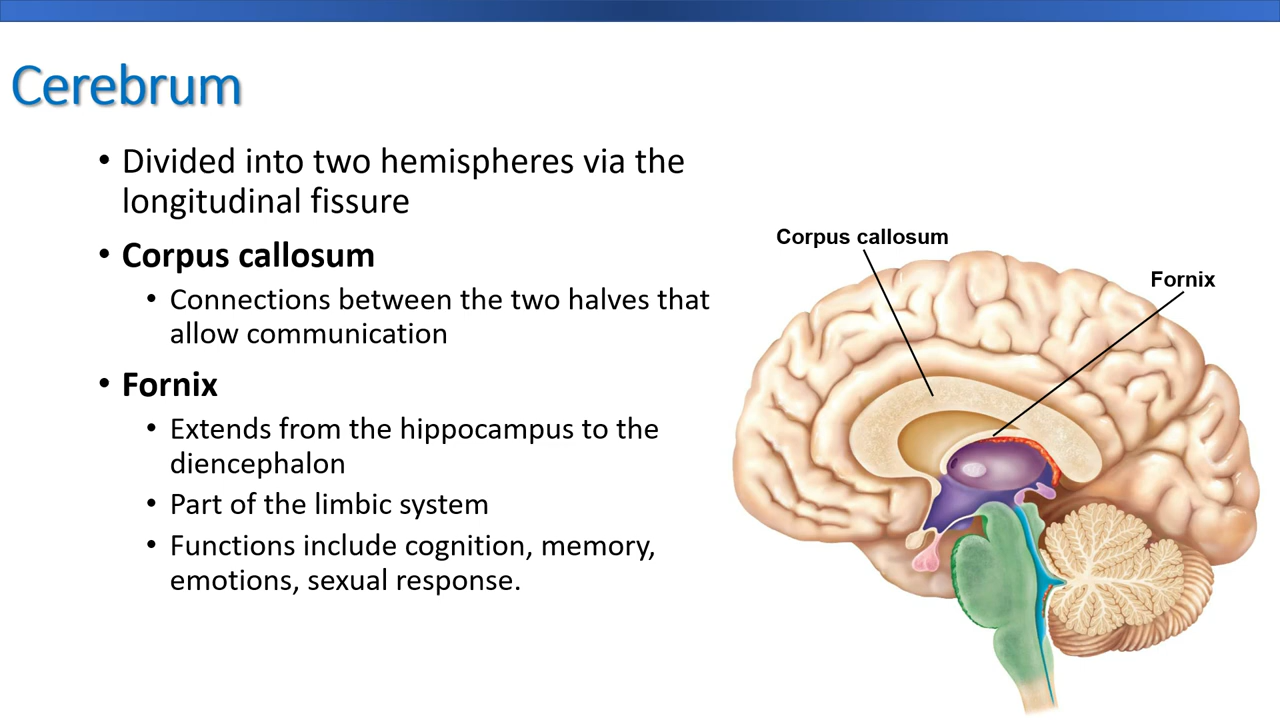 Cerebrum
• Divided into two hemispheres via the
longitudinal fissure
• Corpus callosum
• Connections between the two halves that
allow communication
• Fornix
• Extends from the hippocampus to the
diencephalon
• Part of the limbic system
• Functions include cognition, memory,
emotions, sexual response.
Corpus callosum
Fornix